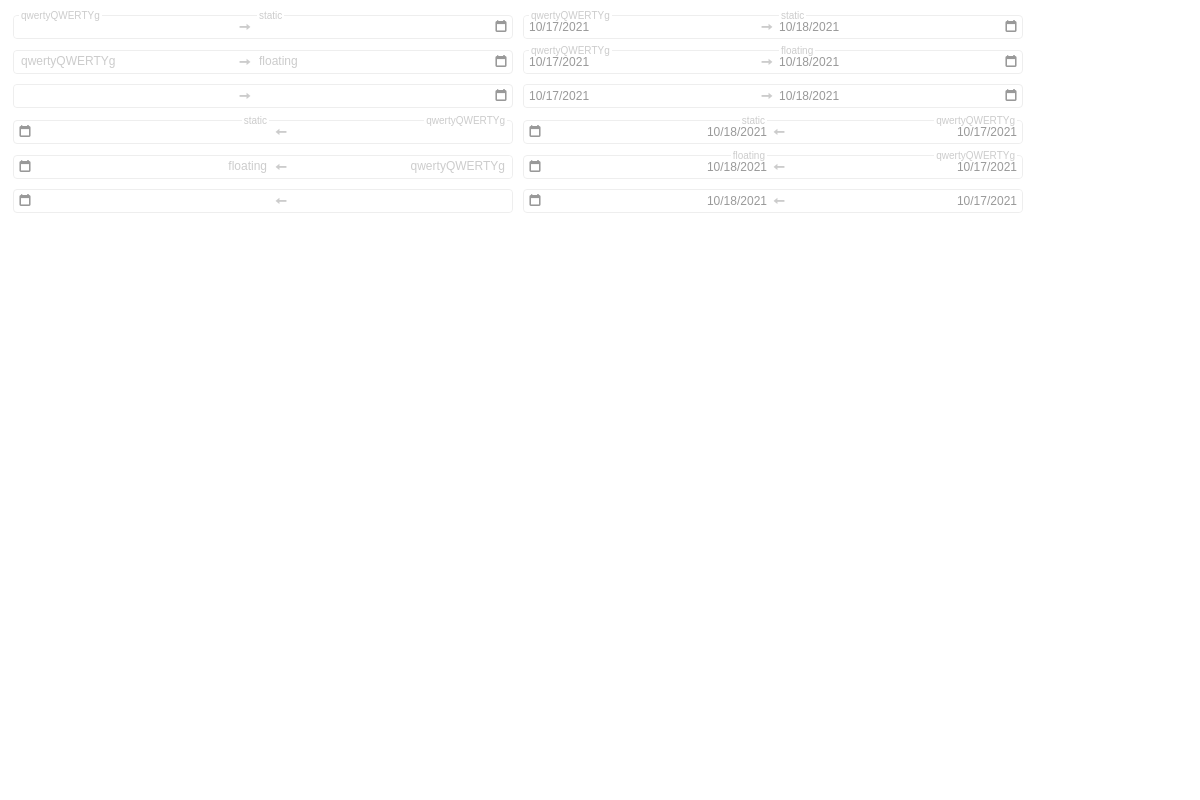 qwertyQWERTYg static qwertyQWERTYg static
10/17/2021 10/18/2021
qwertyQWERTYg floating
qwertyQWERTYg floating 10/17/2021 10/18/2021
10/17/2021 10/18/2021
static qwertyQWERTYg static qwertyQWERTYg
10/18/2021 10/17/2021
floating qwertyQWERTYg
floating qwertyQWERTYg 10/18/2021 10/17/2021
10/18/2021 10/17/2021